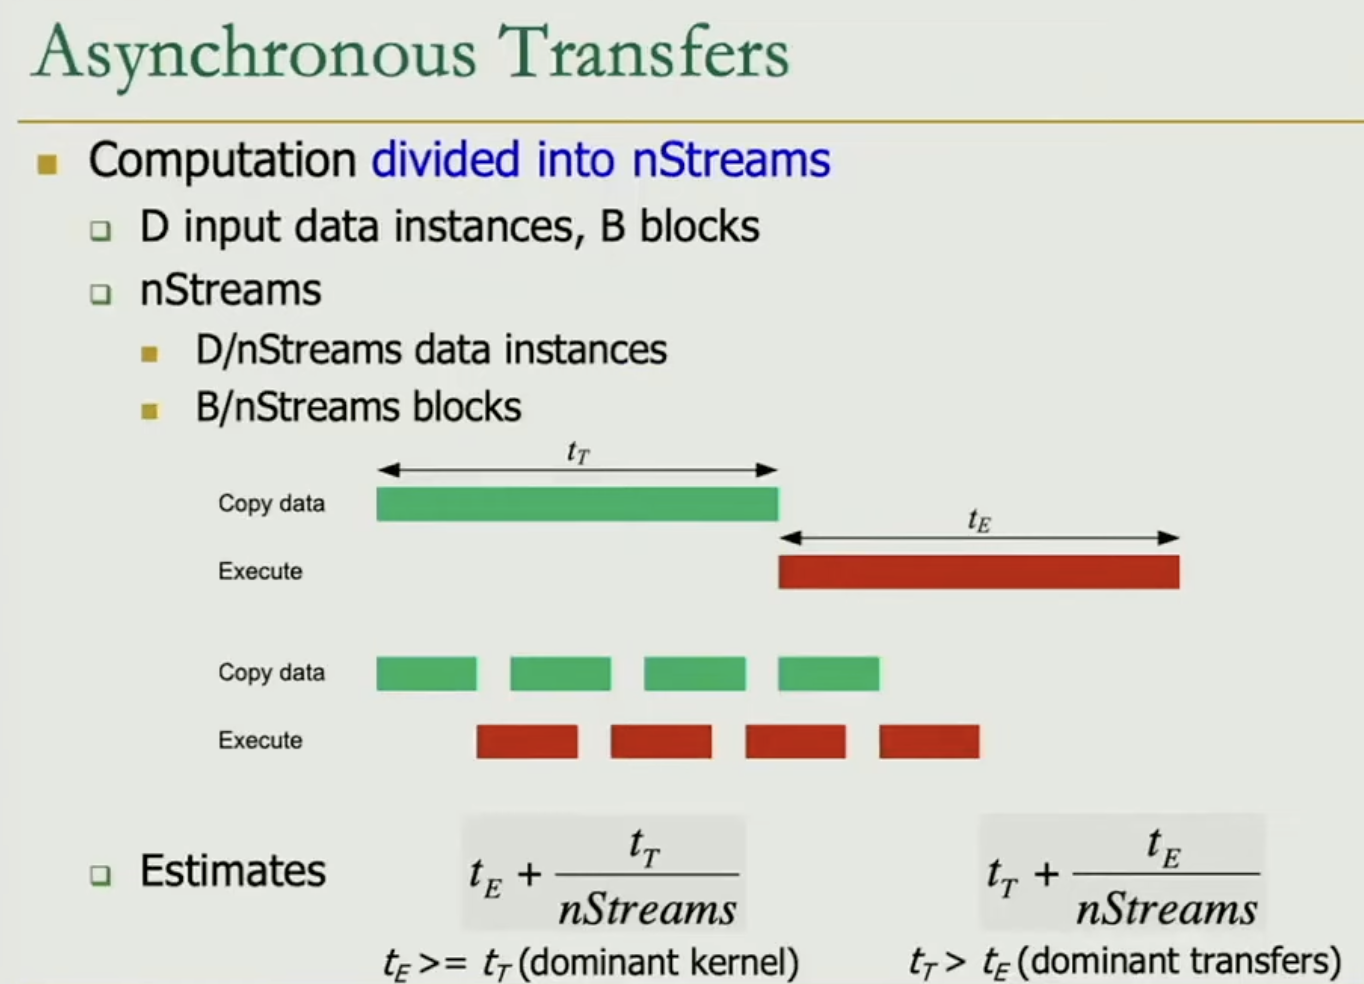 Asynchronous Transfers
Computation divided into nStreams
D input data instances, B blocks
nStreams
D/nStreams data instances
B/nStreams blocks
t_T
Copy data
t_E
Execute
Copy data
Execute
Estimates
t_E + t_T / nStreams
t_T + t_E / nStreams
t_E >= t_T (dominant kernel)
t_T > t_E (dominant transfers)